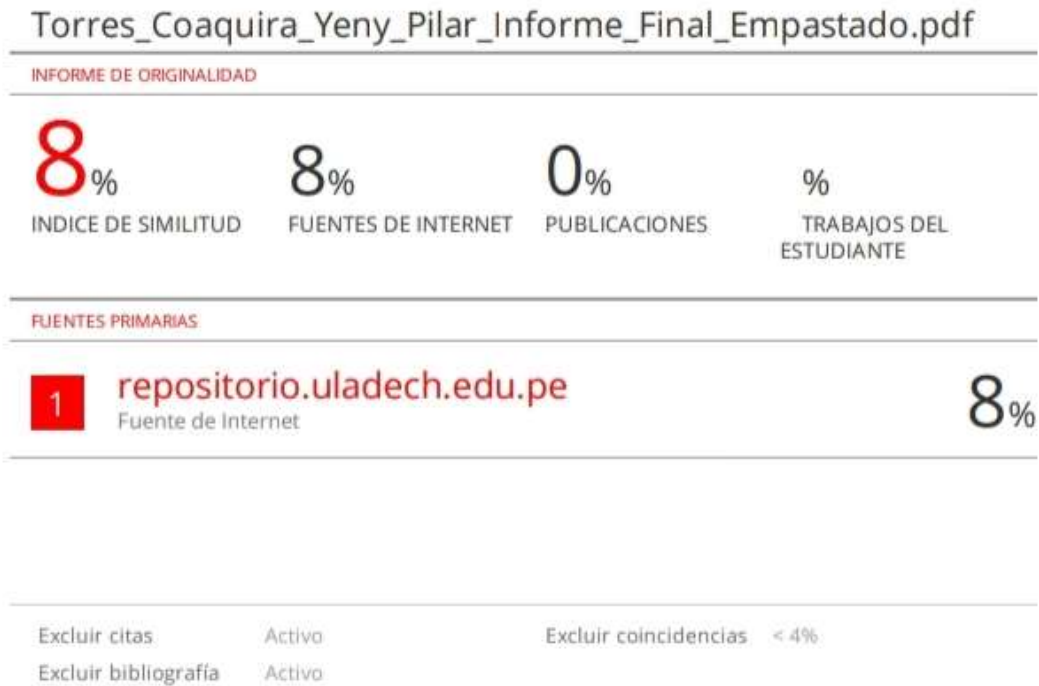 Torres_Coaquira_Yeny_Pilar_Informe_Final_Empastado.pdf
INFORME DE ORIGINALIDAD
8% 8% 0% %
INDICE DE SIMILITUD FUENTES DE INTERNET PUBLICACIONES TRABAJOS DEL
ESTUDIANTE
FUENTES PRIMARIAS
1 repositorio.uladech.edu.pe 8%
Fuente de Internet
Excluir citas Activo Excluir coincidencias < 4%
Excluir bibliografía Activo